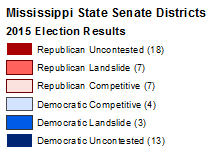 Mississippi State Senate Districts
2015 Election Results
Republican Uncontested (18)
Republican Landslide (7)
Republican Competitive (7)
Democratic Competitive (4)
Democratic Landslide (3)
Democratic Uncontested (13)